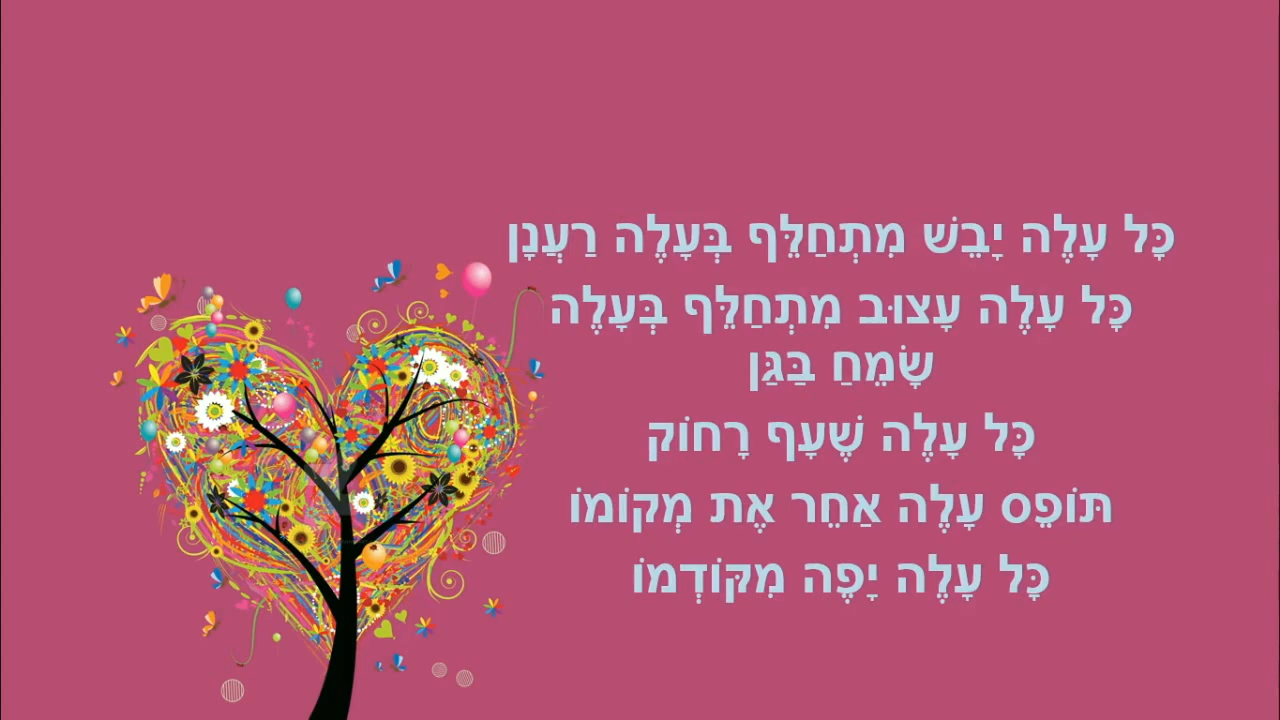 כָּל עָלֶה יָבֵשׁ מִתְחַלֵּף בְּעָלֶה רַעֲנָן
כָּל עָלֶה עָצוּב מִתְחַלֵּף בְּעָלֶה
שָׂמֵחַ בַּגַּן
כָּל עָלֶה שֶׁעָף רָחוֹק
תּוֹפֵס עָלֶה אַחֵר אֶת מְקוֹמוֹ
כָּל עָלֶה יָפֶה מִקּוֹדְמוֹ